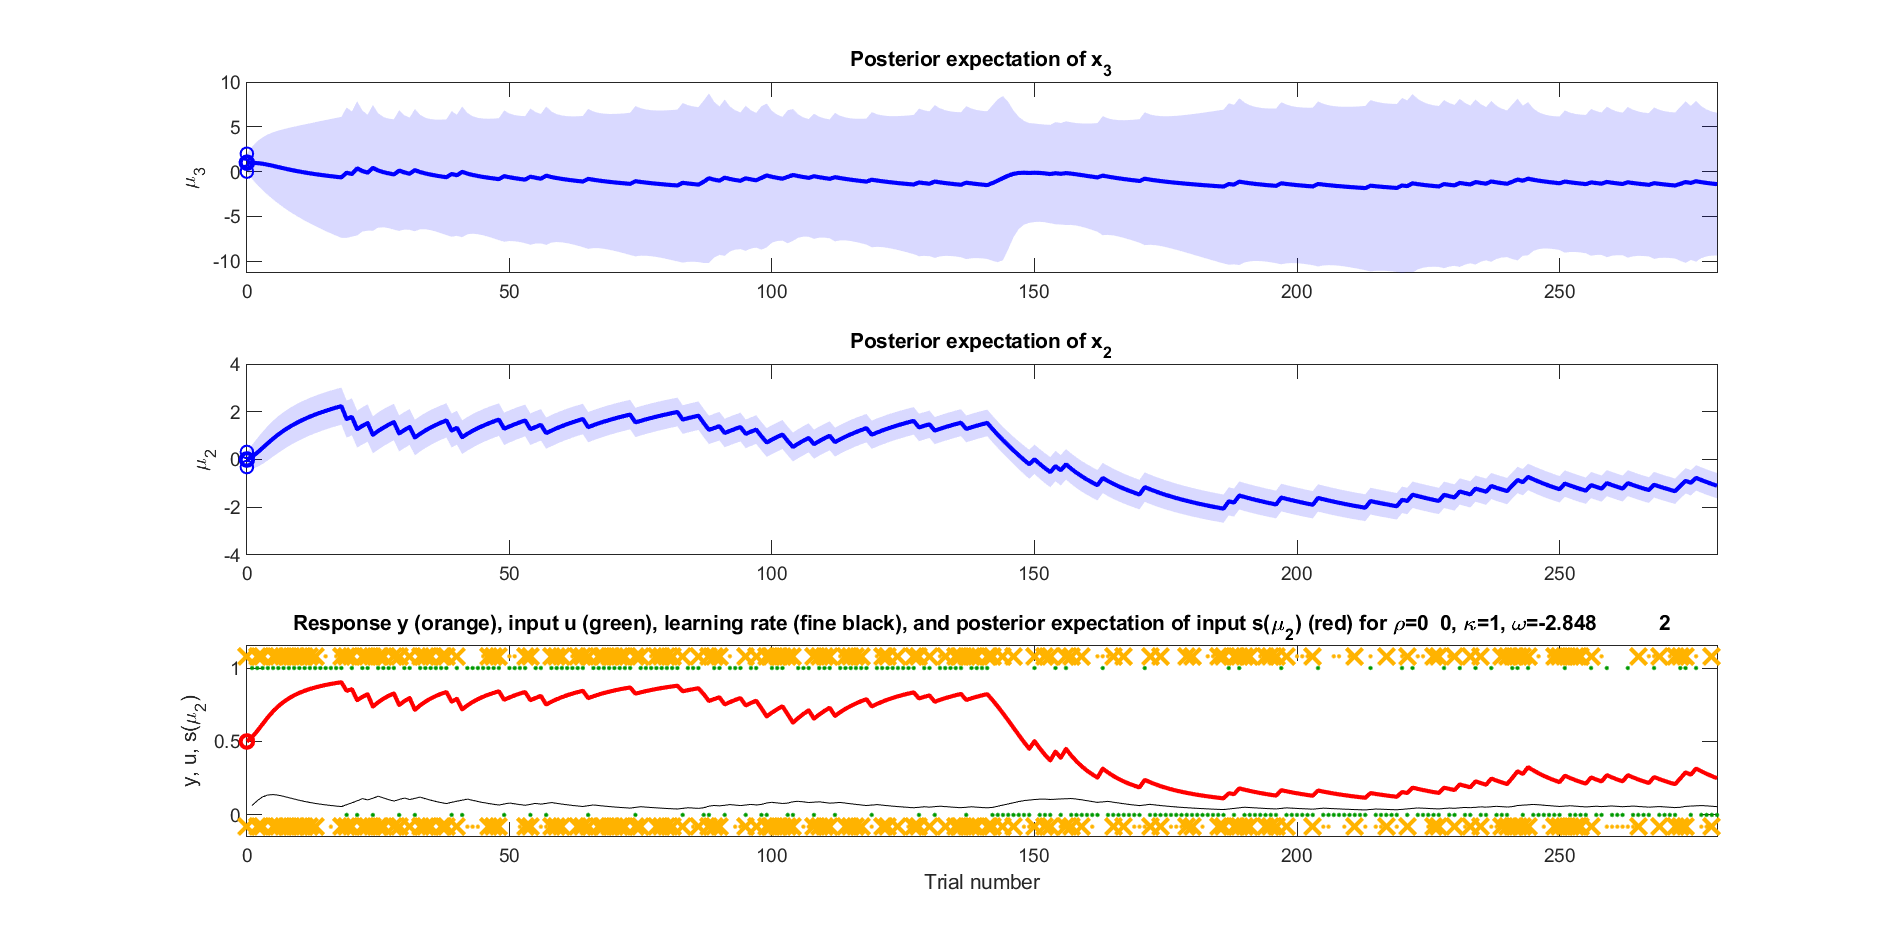 Posterior expectation of x3
10
5
0
-5
-10
μ3
0 50 100 150 200 250
Posterior expectation of x2
4
2
0
-2
-4
μ2
0 50 100 150 200 250
Response y (orange), input u (green), learning rate (fine black), and posterior expectation of input s(μ2) (red) for ρ=0 0, κ=1, ω=-2.848 2
1
0.5
0
y, u, s(μ2)
0 50 100 150 200 250
Trial number